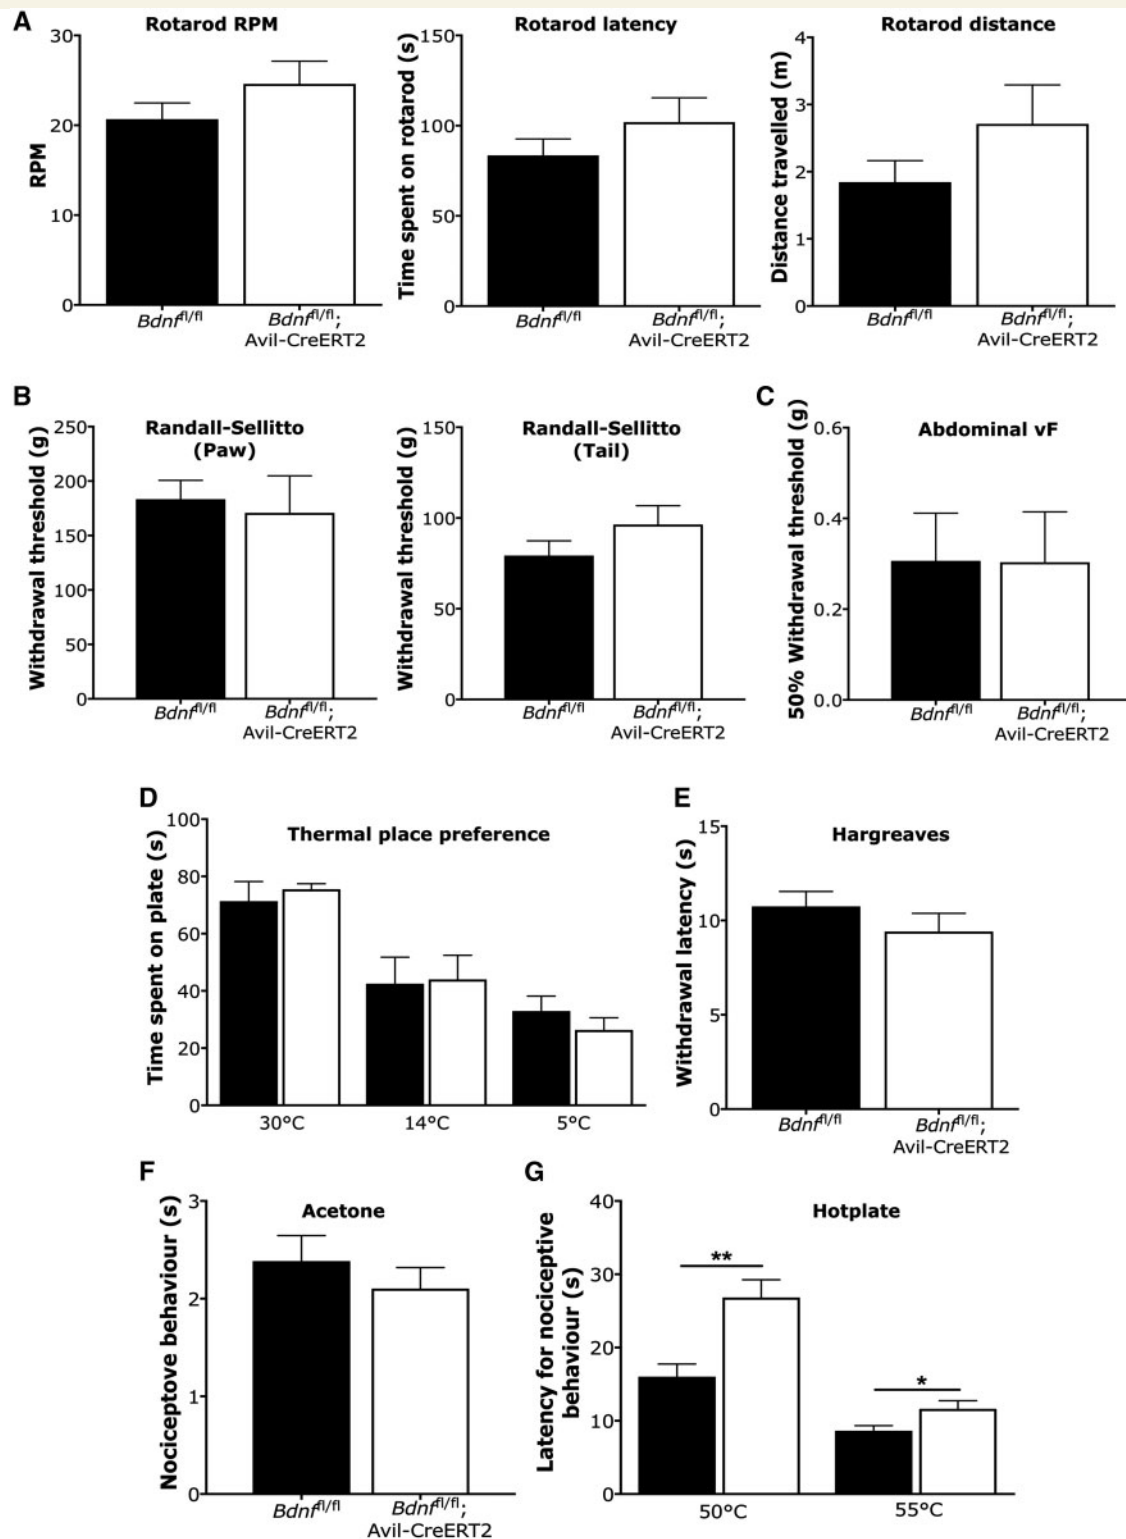 A
Rotarod RPM
RPM
30
20
10
0
Bdnf^fl/fl
Bdnf^fl/fl;
Avil-CreERT2
Rotarod latency
Time spent on rotarod (s)
150
100
50
0
Bdnf^fl/fl
Bdnf^fl/fl;
Avil-CreERT2
Rotarod distance
Distance travelled (m)
4
3
2
1
0
Bdnf^fl/fl
Bdnf^fl/fl;
Avil-CreERT2
B
Randall-Sellitto
(Paw)
Withdrawal threshold (g)
250
200
150
100
50
0
Bdnf^fl/fl
Bdnf^fl/fl;
Avil-CreERT2
Randall-Sellitto
(Tail)
Withdrawal threshold (g)
150
100
50
0
Bdnf^fl/fl
Bdnf^fl/fl;
Avil-CreERT2
C
Abdominal vF
50% Withdrawal threshold (g)
0.6
0.4
0.2
0.0
Bdnf^fl/fl
Bdnf^fl/fl;
Avil-CreERT2
D
Thermal place preference
Time spent on plate (s)
100
80
60
40
20
0
30°C
14°C
5°C
E
Hargreaves
Withdrawal latency (s)
15
10
5
0
Bdnf^fl/fl
Bdnf^fl/fl;
Avil-CreERT2
F
Acetone
Nociceptove behaviour (s)
3
2
1
0
Bdnf^fl/fl
Bdnf^fl/fl;
Avil-CreERT2
G
Hotplate
Latency for nociceptive
behaviour (s)
40
30
20
10
0
**
*
50°C
55°C